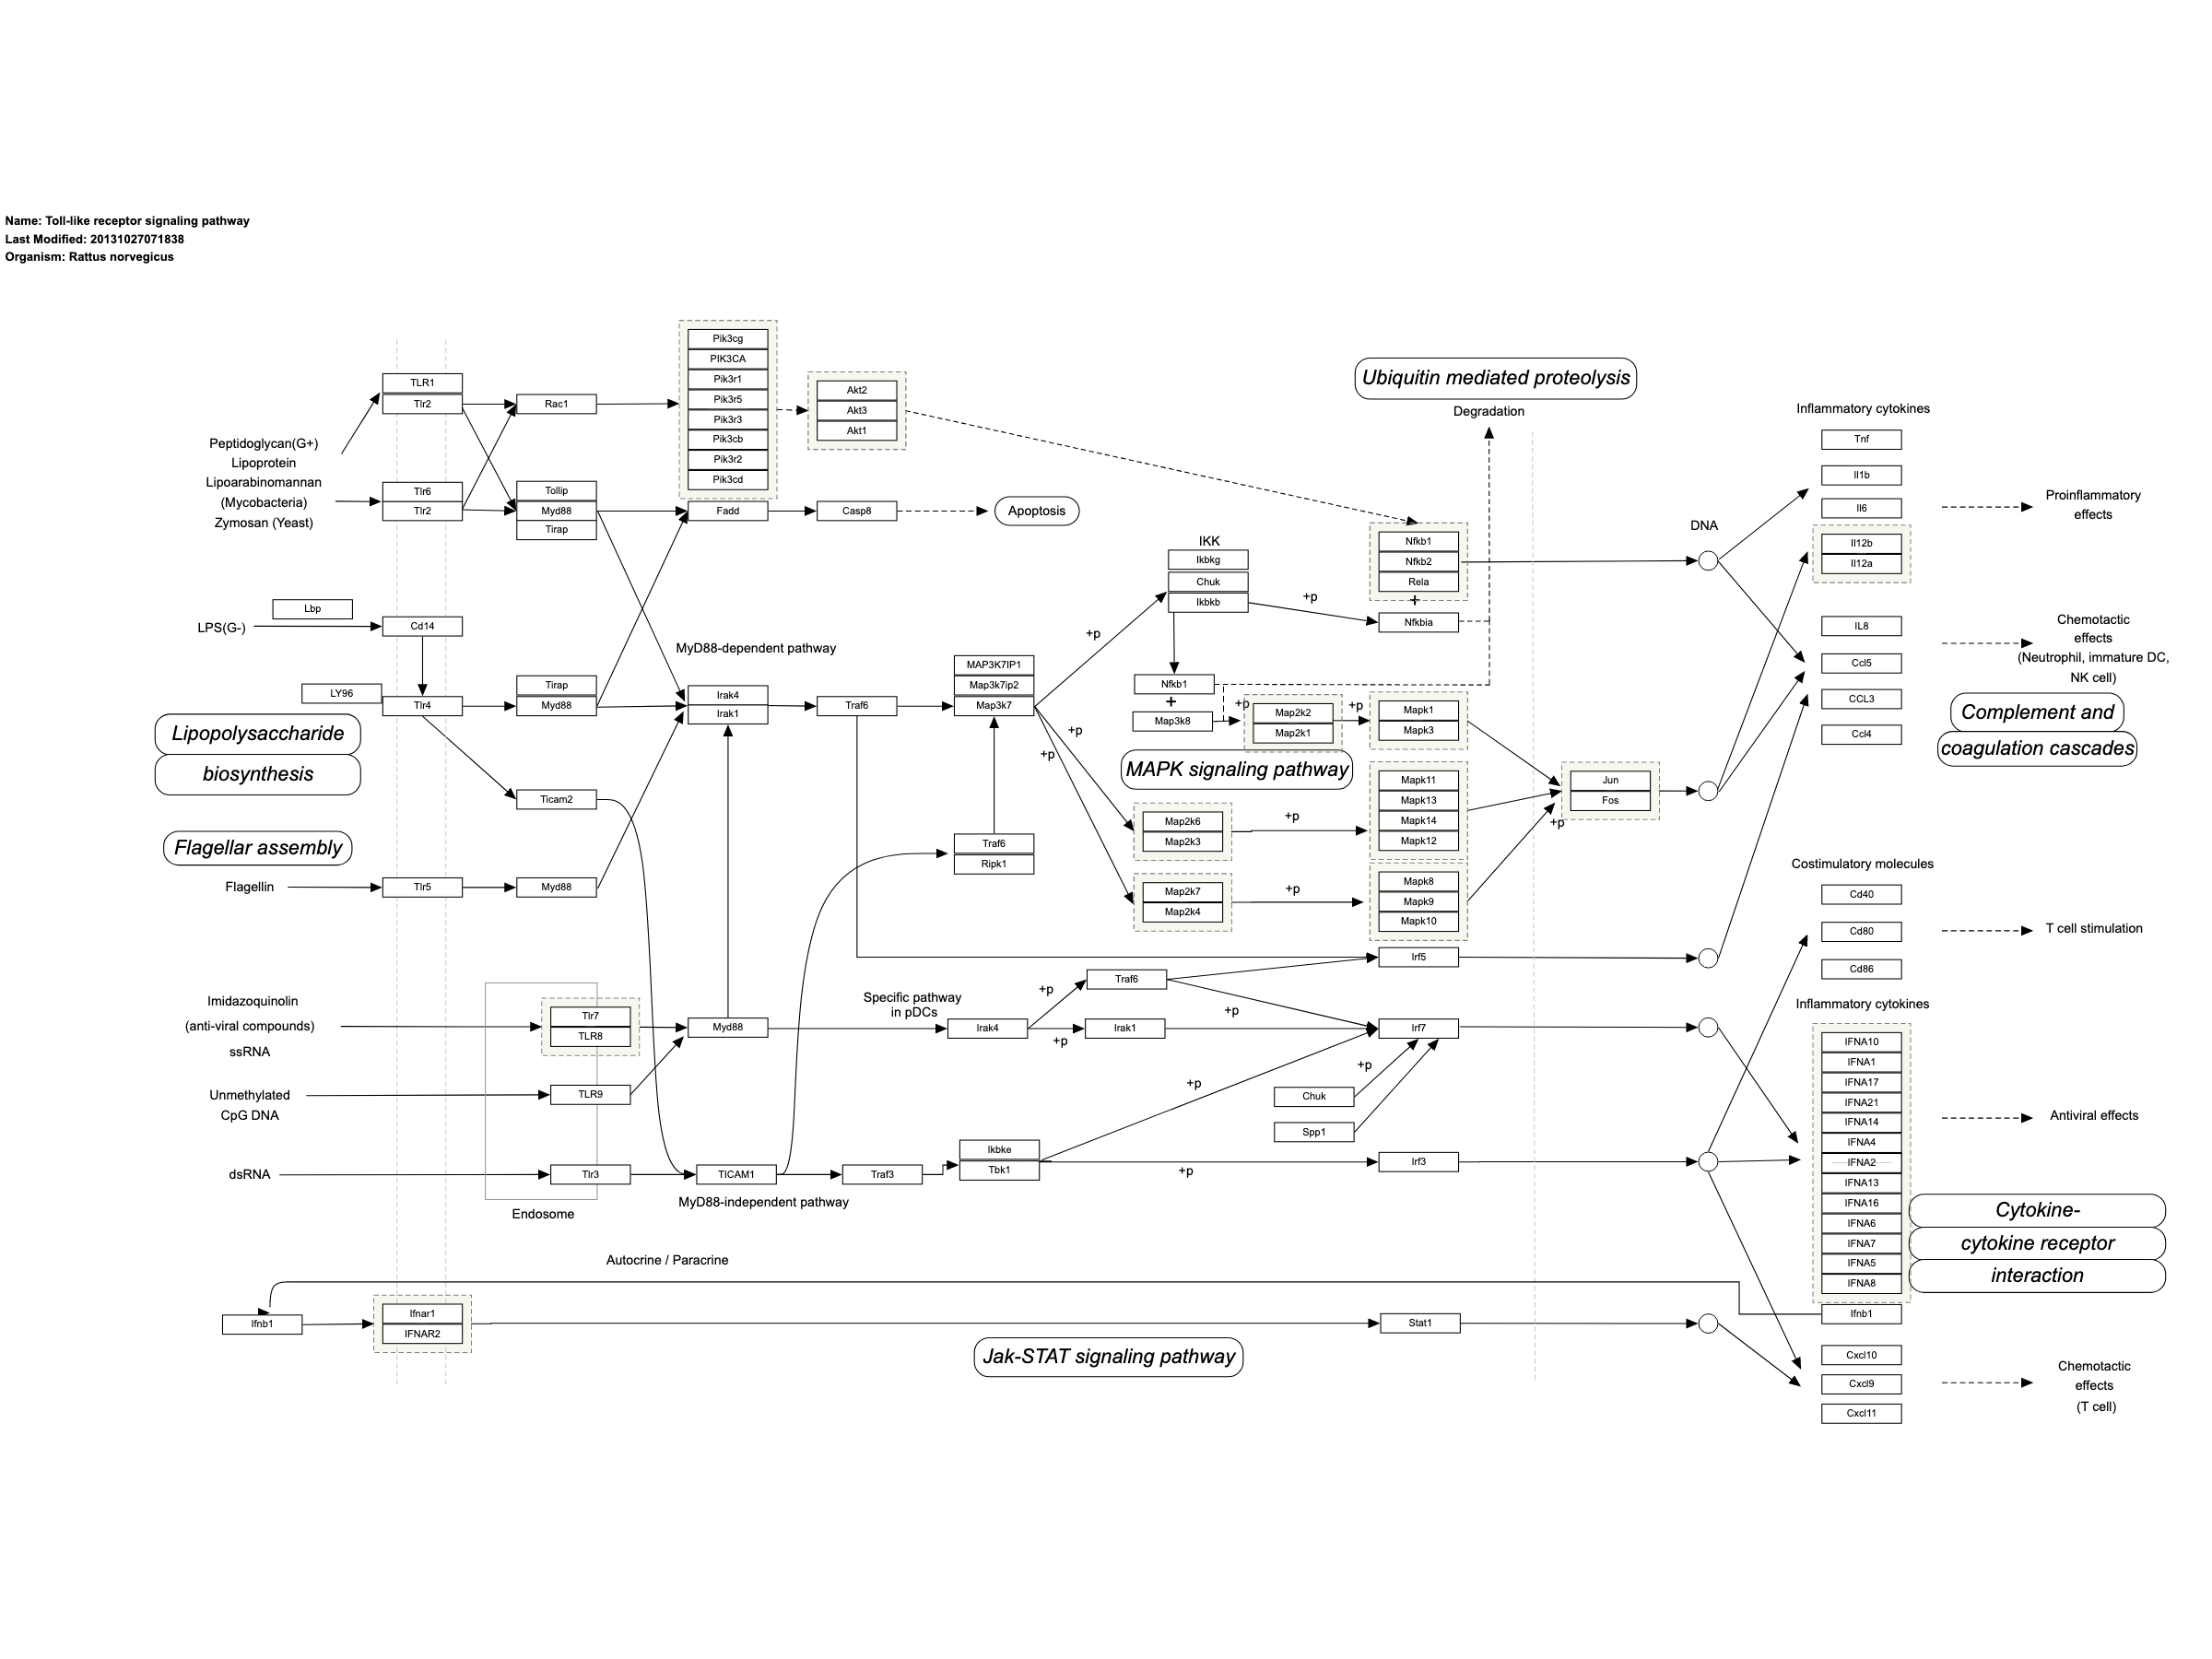 Name: Toll-like receptor signaling pathway
Last Modified: 20131027071838
Organism: Rattus norvegicus
Pik3cg
PIK3CA
Pik3r1
Pik3r5
Pik3r3
Pik3cb
Pik3r2
Pik3cd
Akt2
Akt3
Akt1
TLR1
Tlr2
Rac1
Peptidoglycan(G+)
Lipoprotein
Lipoarabinomannan
(Mycobacteria)
Zymosan (Yeast)
Tlr6
Tlr2
Tollip
Myd88
Tirap
Fadd
Casp8
Apoptosis
Ubiquitin mediated proteolysis
Degradation
Nfkb1
Nfkb2
Rela
+
Nfkbia
IKK
Ikbkg
Chuk
Ikbkb
+p
+p
DNA
Inflammatory cytokines
Tnf
Il1b
Il6
Il12b
Il12a
Proinflammatory
effects
IL8
Ccl5
CCL3
Ccl4
Chemotactic
effects
(Neutrophil, immature DC,
NK cell)
Complement and
coagulation cascades
Lbp
LPS(G-)
Cd14
LY96
Tlr4
Lipopolysaccharide
biosynthesis
Tirap
Myd88
MyD88-dependent pathway
Irak4
Irak1
Traf6
MAP3K7IP1
Map3k7ip2
Map3k7
+p
+p
Nfkb1
+
Map3k8
+p
Map2k2
Map2k1
+p
Mapk1
Mapk3
MAPK signaling pathway
Mapk11
Mapk13
Mapk14
Mapk12
Jun
Fos
+p
Map2k6
Map2k3
+p
Map2k7
Map2k4
+p
Mapk8
Mapk9
Mapk10
Ticam2
Flagellar assembly
Flagellin
Tlr5
Myd88
Traf6
Ripk1
Costimulatory molecules
Cd40
Cd80
Cd86
T cell stimulation
Irf5
Imidazoquinolin
(anti-viral compounds)
ssRNA
Tlr7
TLR8
Myd88
Specific pathway
in pDCs
Irak4
+p
Traf6
+p
Irak1
+p
Irf7
Unmethylated
CpG DNA
TLR9
+p
+p
Chuk
Spp1
dsRNA
Tlr3
Endosome
TICAM1
MyD88-independent pathway
Traf3
Ikbke
Tbk1
+p
Irf3
Inflammatory cytokines
IFNA10
IFNA1
IFNA17
IFNA21
IFNA14
IFNA4
IFNA2
IFNA13
IFNA16
IFNA6
IFNA7
IFNA5
IFNA8
Ifnb1
Antiviral effects
Cytokine-
cytokine receptor
interaction
Autocrine / Paracrine
Ifnb1
Ifnar1
IFNAR2
Stat1
Jak-STAT signaling pathway
Cxcl10
Cxcl9
Cxcl11
Chemotactic
effects
(T cell)